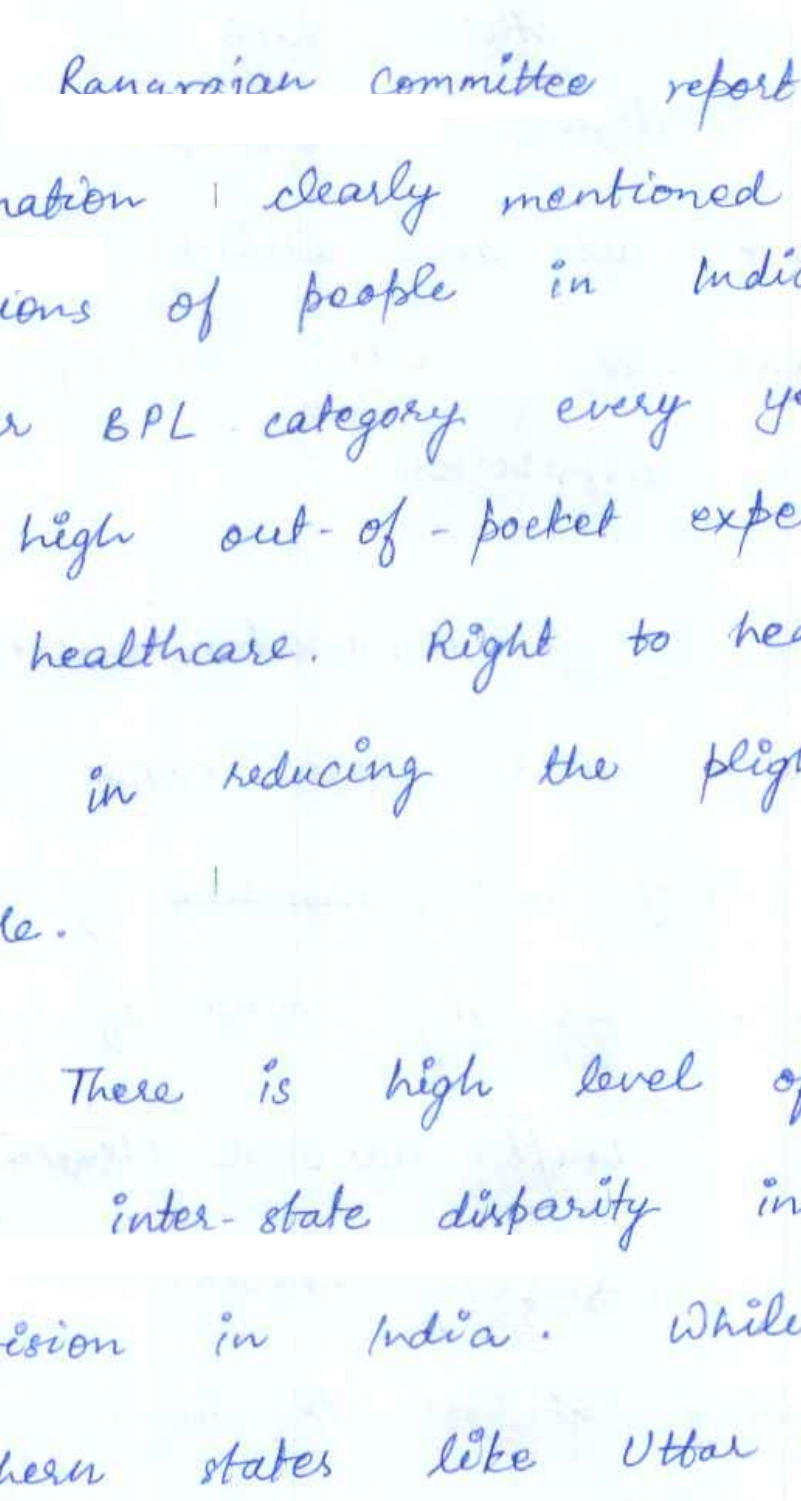 Rangrajan Committee report
nation | clearly mentioned
ions of people in Indi
r BPL category every ye
high out-of-pocket expe
healthcare. Right to hea
in reducing the pligh
le.
There is high level of
inter-state disparity in
ision in India. While
hern states like Uttar